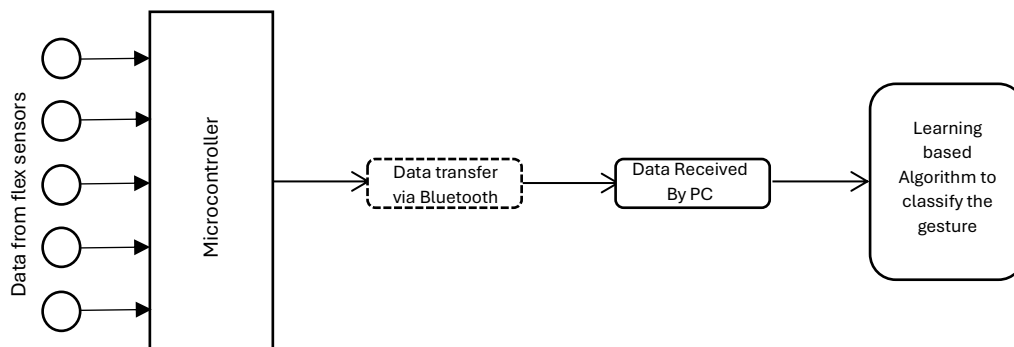 Data from flex sensors
Microcontroller
Data transfer
via Bluetooth
Data Received
By PC
Learning
based
Algorithm to
classify the
gesture